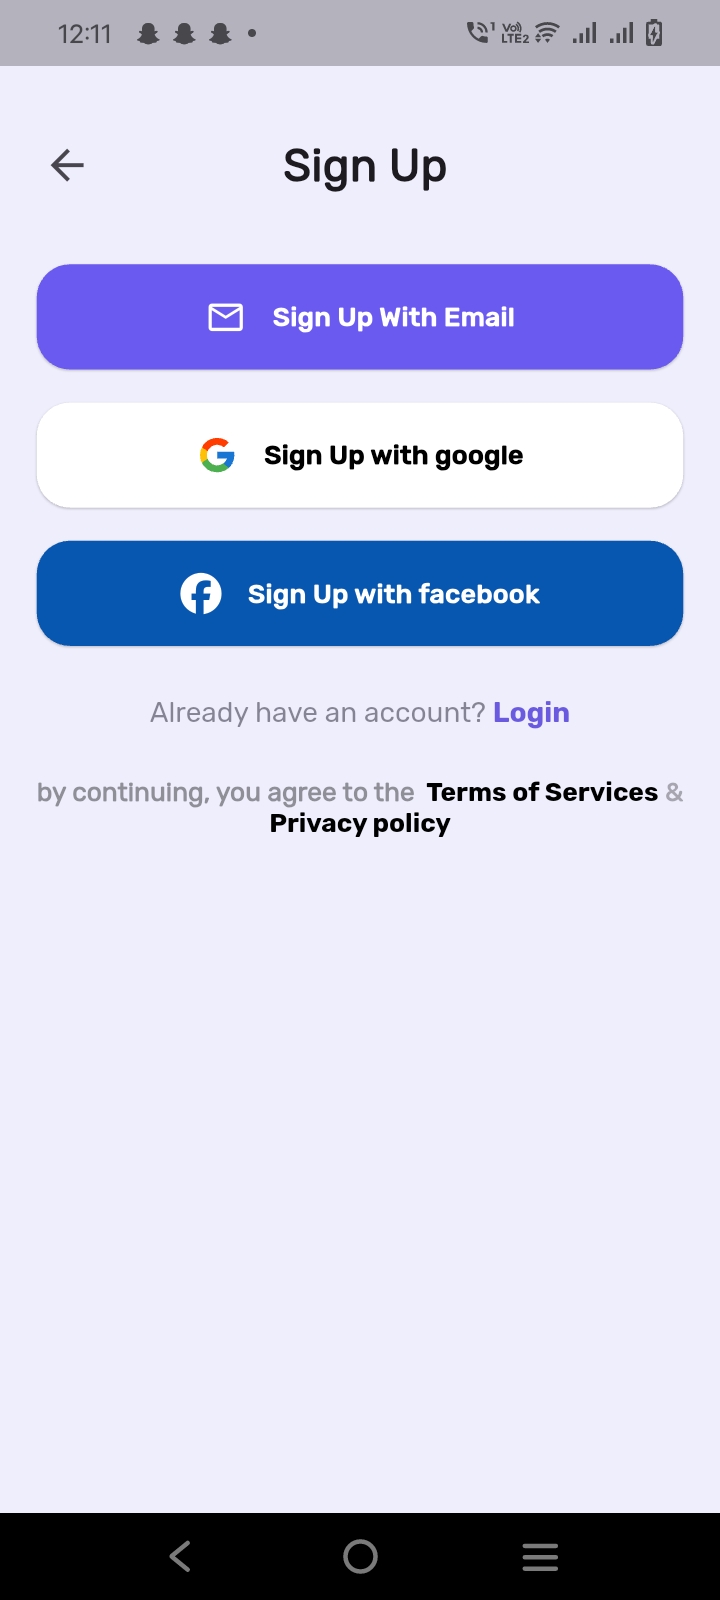 12:11
1 Vo) LTE2
Sign Up
Sign Up With Email
Sign Up with google
Sign Up with facebook
Already have an account? Login
by continuing, you agree to the Terms of Services &
Privacy policy